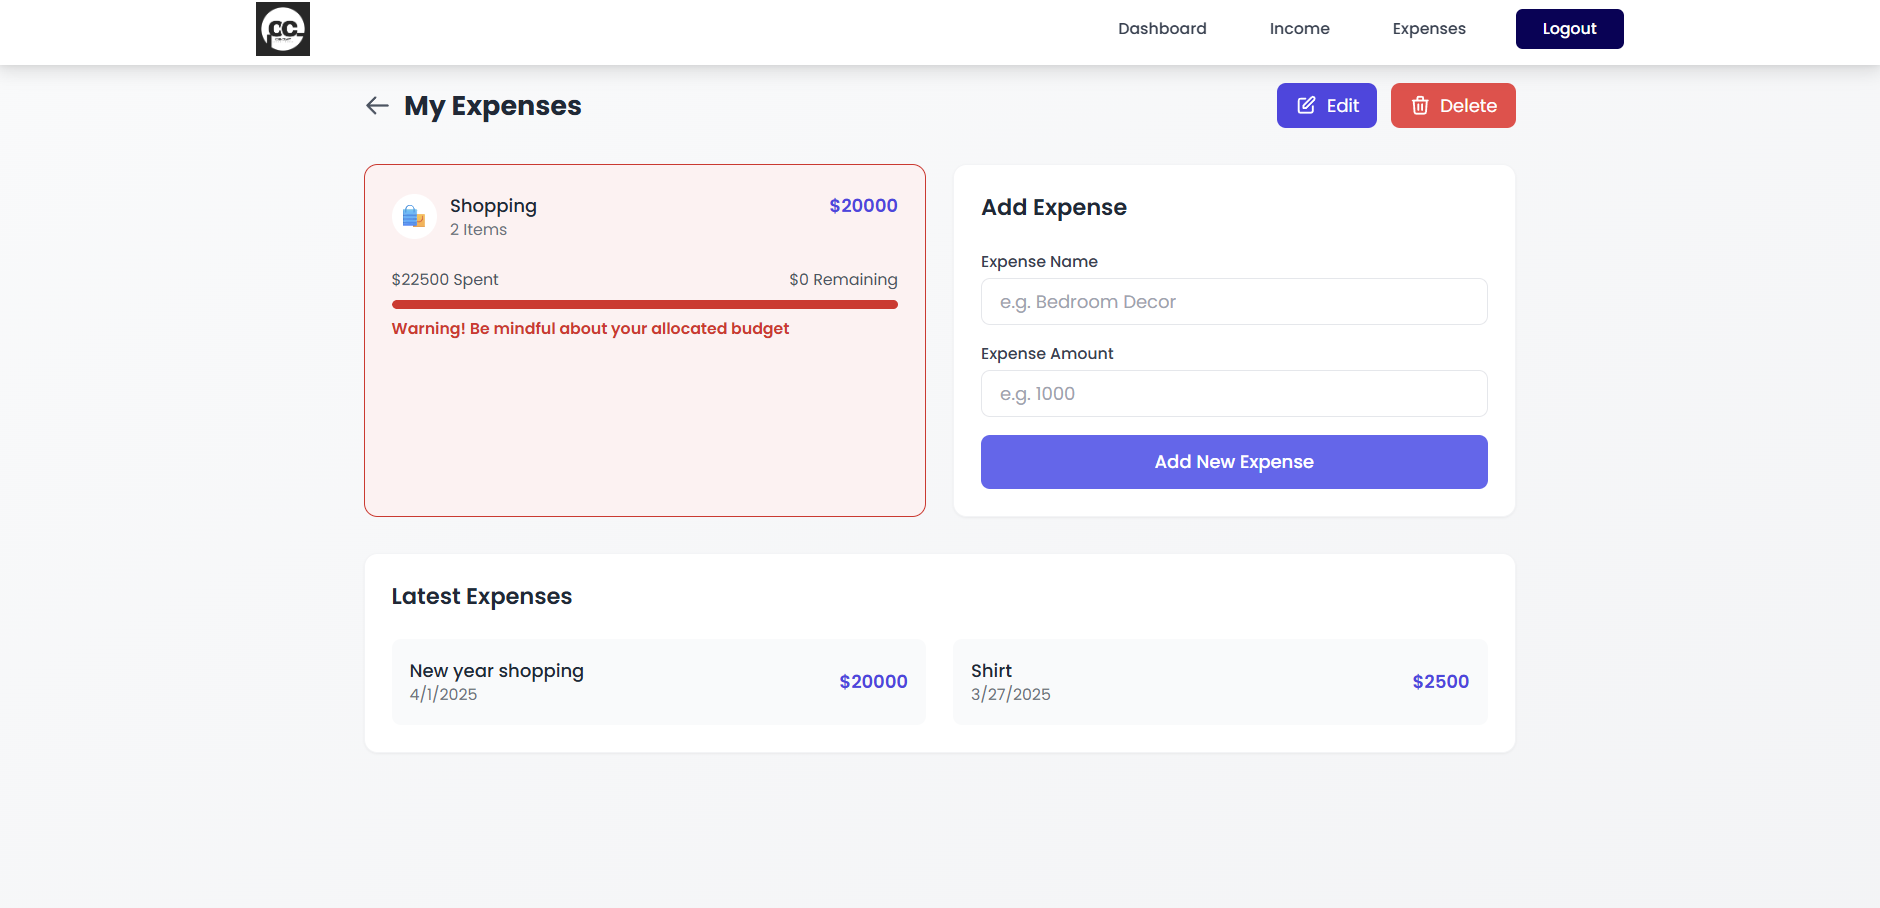 CC
Dashboard
Income
Expenses
Logout
My Expenses
Edit
Delete
Shopping
$20000
2 Items
$22500 Spent
$0 Remaining
Warning! Be mindful about your allocated budget
Add Expense
Expense Name
e.g. Bedroom Decor
Expense Amount
e.g. 1000
Add New Expense
Latest Expenses
New year shopping
4/1/2025
$20000
Shirt
3/27/2025
$2500